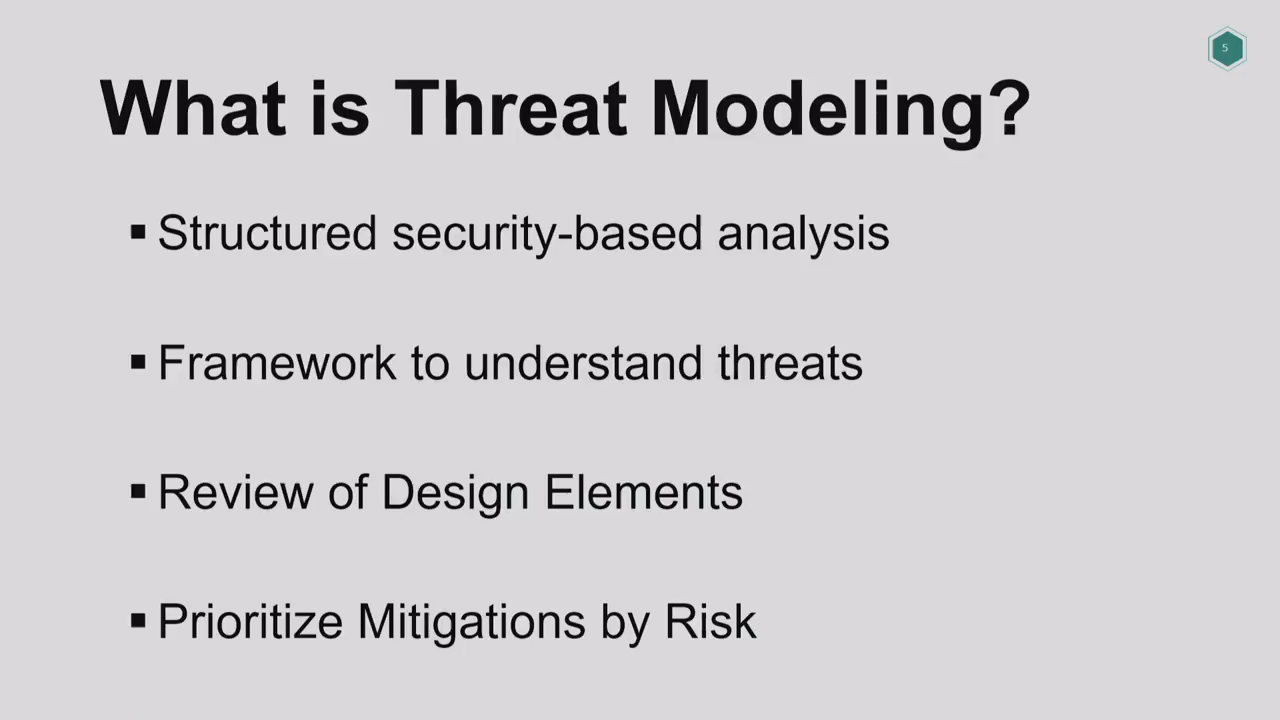 5
What is Threat Modeling?
▪ Structured security-based analysis
▪ Framework to understand threats
▪ Review of Design Elements
▪ Prioritize Mitigations by Risk